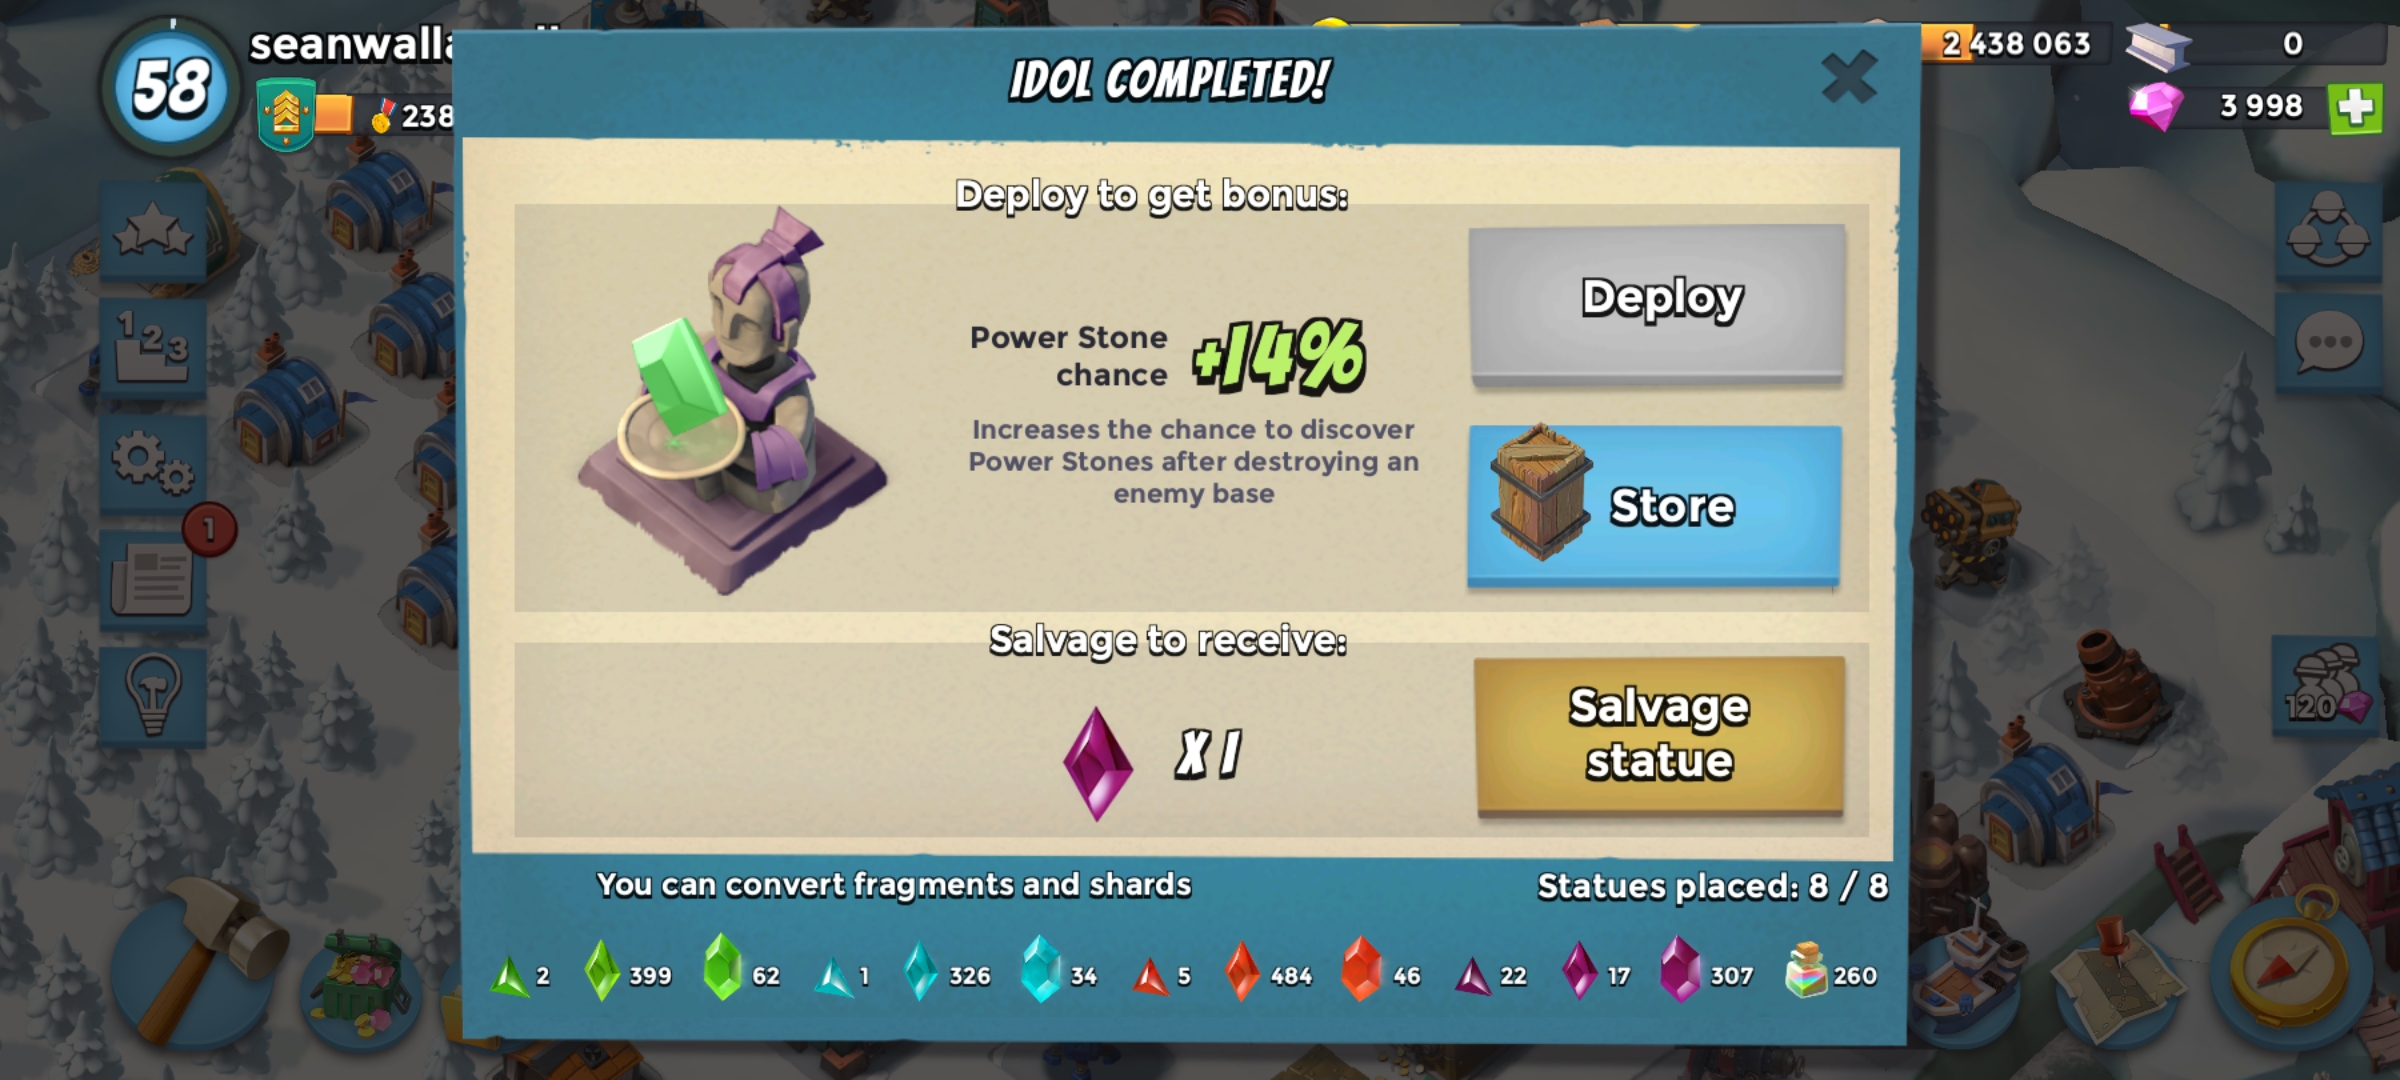 58
IDOL COMPLETED!
2 438 063
0
238
3 998
Deploy to get bonus:
Deploy
Power Stone
chance
+14%
Increases the chance to discover
Power Stones after destroying an
enemy base
Store
1 2 3
1
Salvage to receive:
X 1
Salvage
statue
120
You can convert fragments and shards
Statues placed: 8 / 8
2 399 62 1 326 34 5 484 46 22 17 307 260